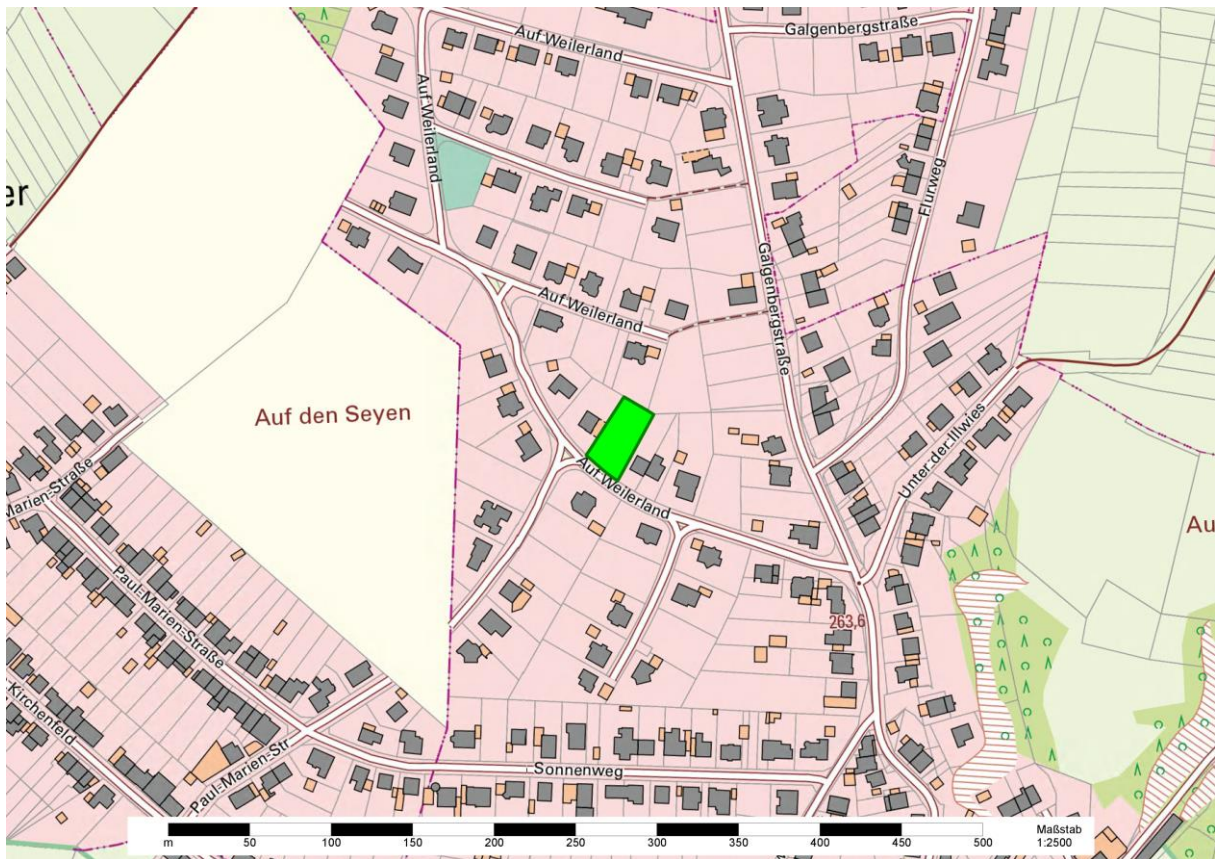 Auf Weilerland
Galgenbergstraße
Auf Weilerland
er
Flurweg
Galgenbergstraße
Auf Weilerland
Auf den Seyen
Unter der Illwies
Marien-Straße
Auf Weilerland
Au
Paul-Marien-Straße
263,6
Kirchenfeld
Paul-Marien-Str
Sonnenweg
m 50 100 150 200 250 300 350 400 450 500
Maßstab
1:2500